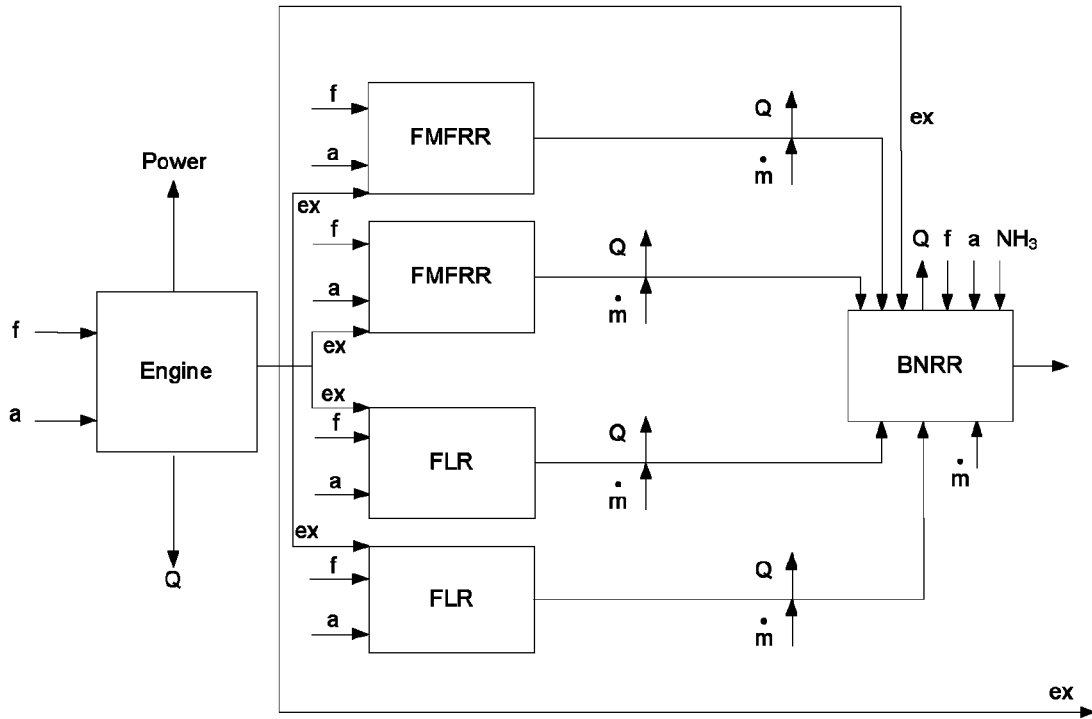 f
FMFRR
Q
ex
a
ṁ
Power
ex
f
FMFRR
Q
Q f a NH₃
a
ṁ
f
Engine
ex
BNRR
ex
a
f
FLR
Q
a
ṁ
ṁ
ex
Q
f
FLR
Q
a
ṁ
ex